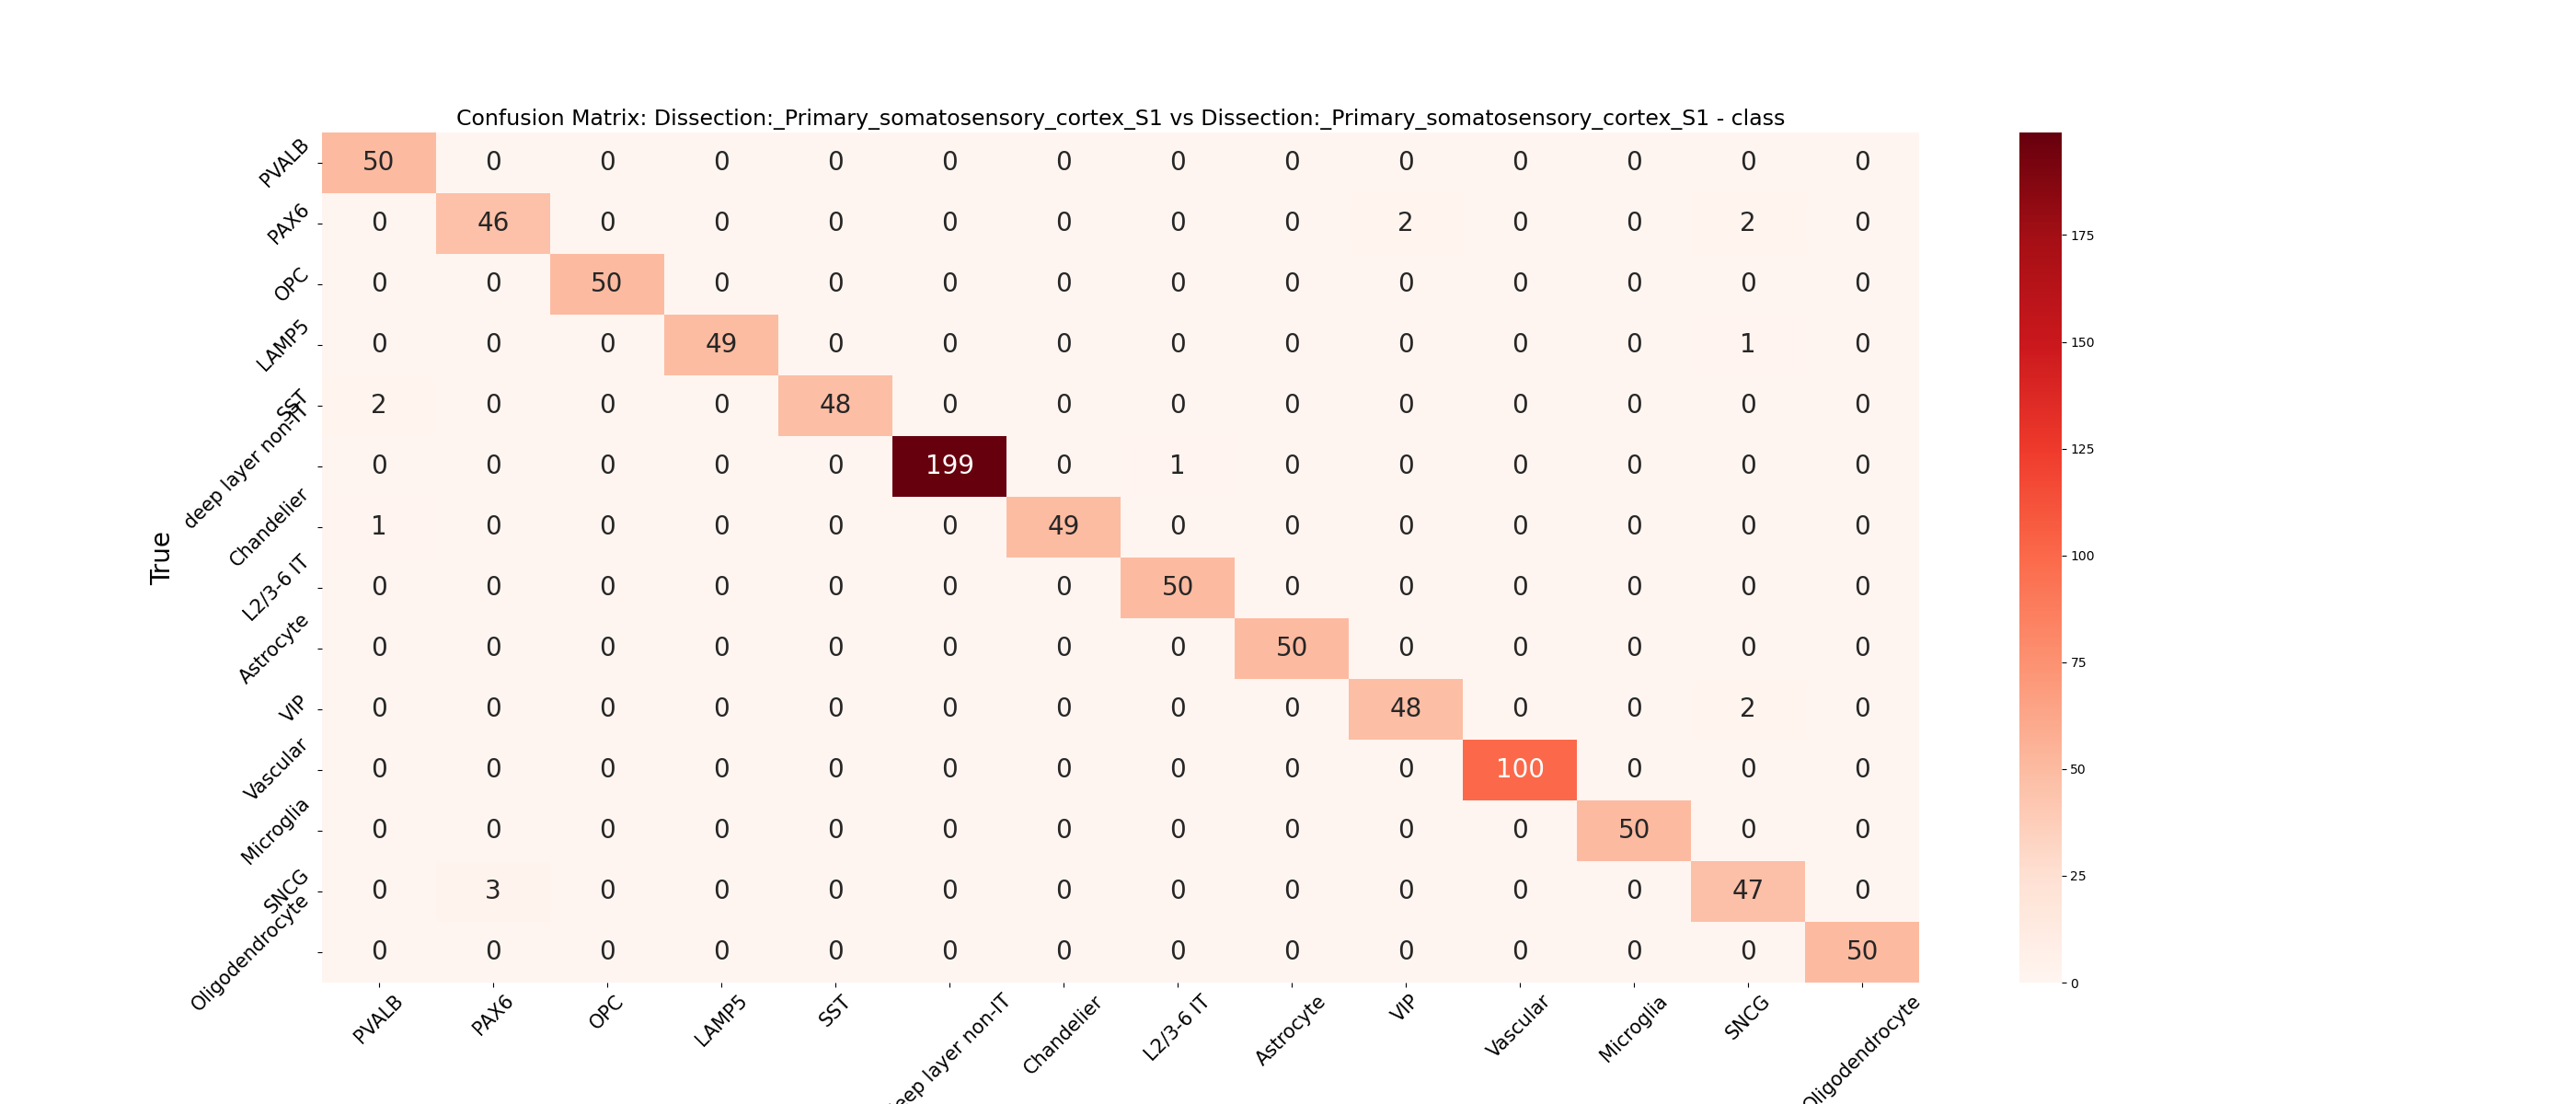 Confusion Matrix: Dissection:_Primary_somatosensory_cortex_S1 vs Dissection:_Primary_somatosensory_cortex_S1 - class
PVALB 50 0 0 0 0 0 0 0 0 0 0 0 0 0
PAX6 0 46 0 0 0 0 0 0 0 2 0 0 2 0
OPC 0 0 50 0 0 0 0 0 0 0 0 0 0 0
LAMP5 0 0 0 49 0 0 0 0 0 0 0 0 1 0
SST 2 0 0 0 48 0 0 0 0 0 0 0 0 0
deep layer non-IT 0 0 0 0 0 199 0 1 0 0 0 0 0 0
Chandelier 1 0 0 0 0 0 49 0 0 0 0 0 0 0
L2/3-6 IT 0 0 0 0 0 0 0 50 0 0 0 0 0 0
Astrocyte 0 0 0 0 0 0 0 0 50 0 0 0 0 0
VIP 0 0 0 0 0 0 0 0 0 48 0 0 2 0
Vascular 0 0 0 0 0 0 0 0 0 0 100 0 0 0
Microglia 0 0 0 0 0 0 0 0 0 0 0 50 0 0
SNCG 0 3 0 0 0 0 0 0 0 0 0 0 47 0
Oligodendrocyte 0 0 0 0 0 0 0 0 0 0 0 0 0 50
True
PVALB PAX6 OPC LAMP5 SST deep layer non-IT Chandelier L2/3-6 IT Astrocyte VIP Vascular Microglia SNCG Oligodendrocyte
175
150
125
100
75
50
25
0